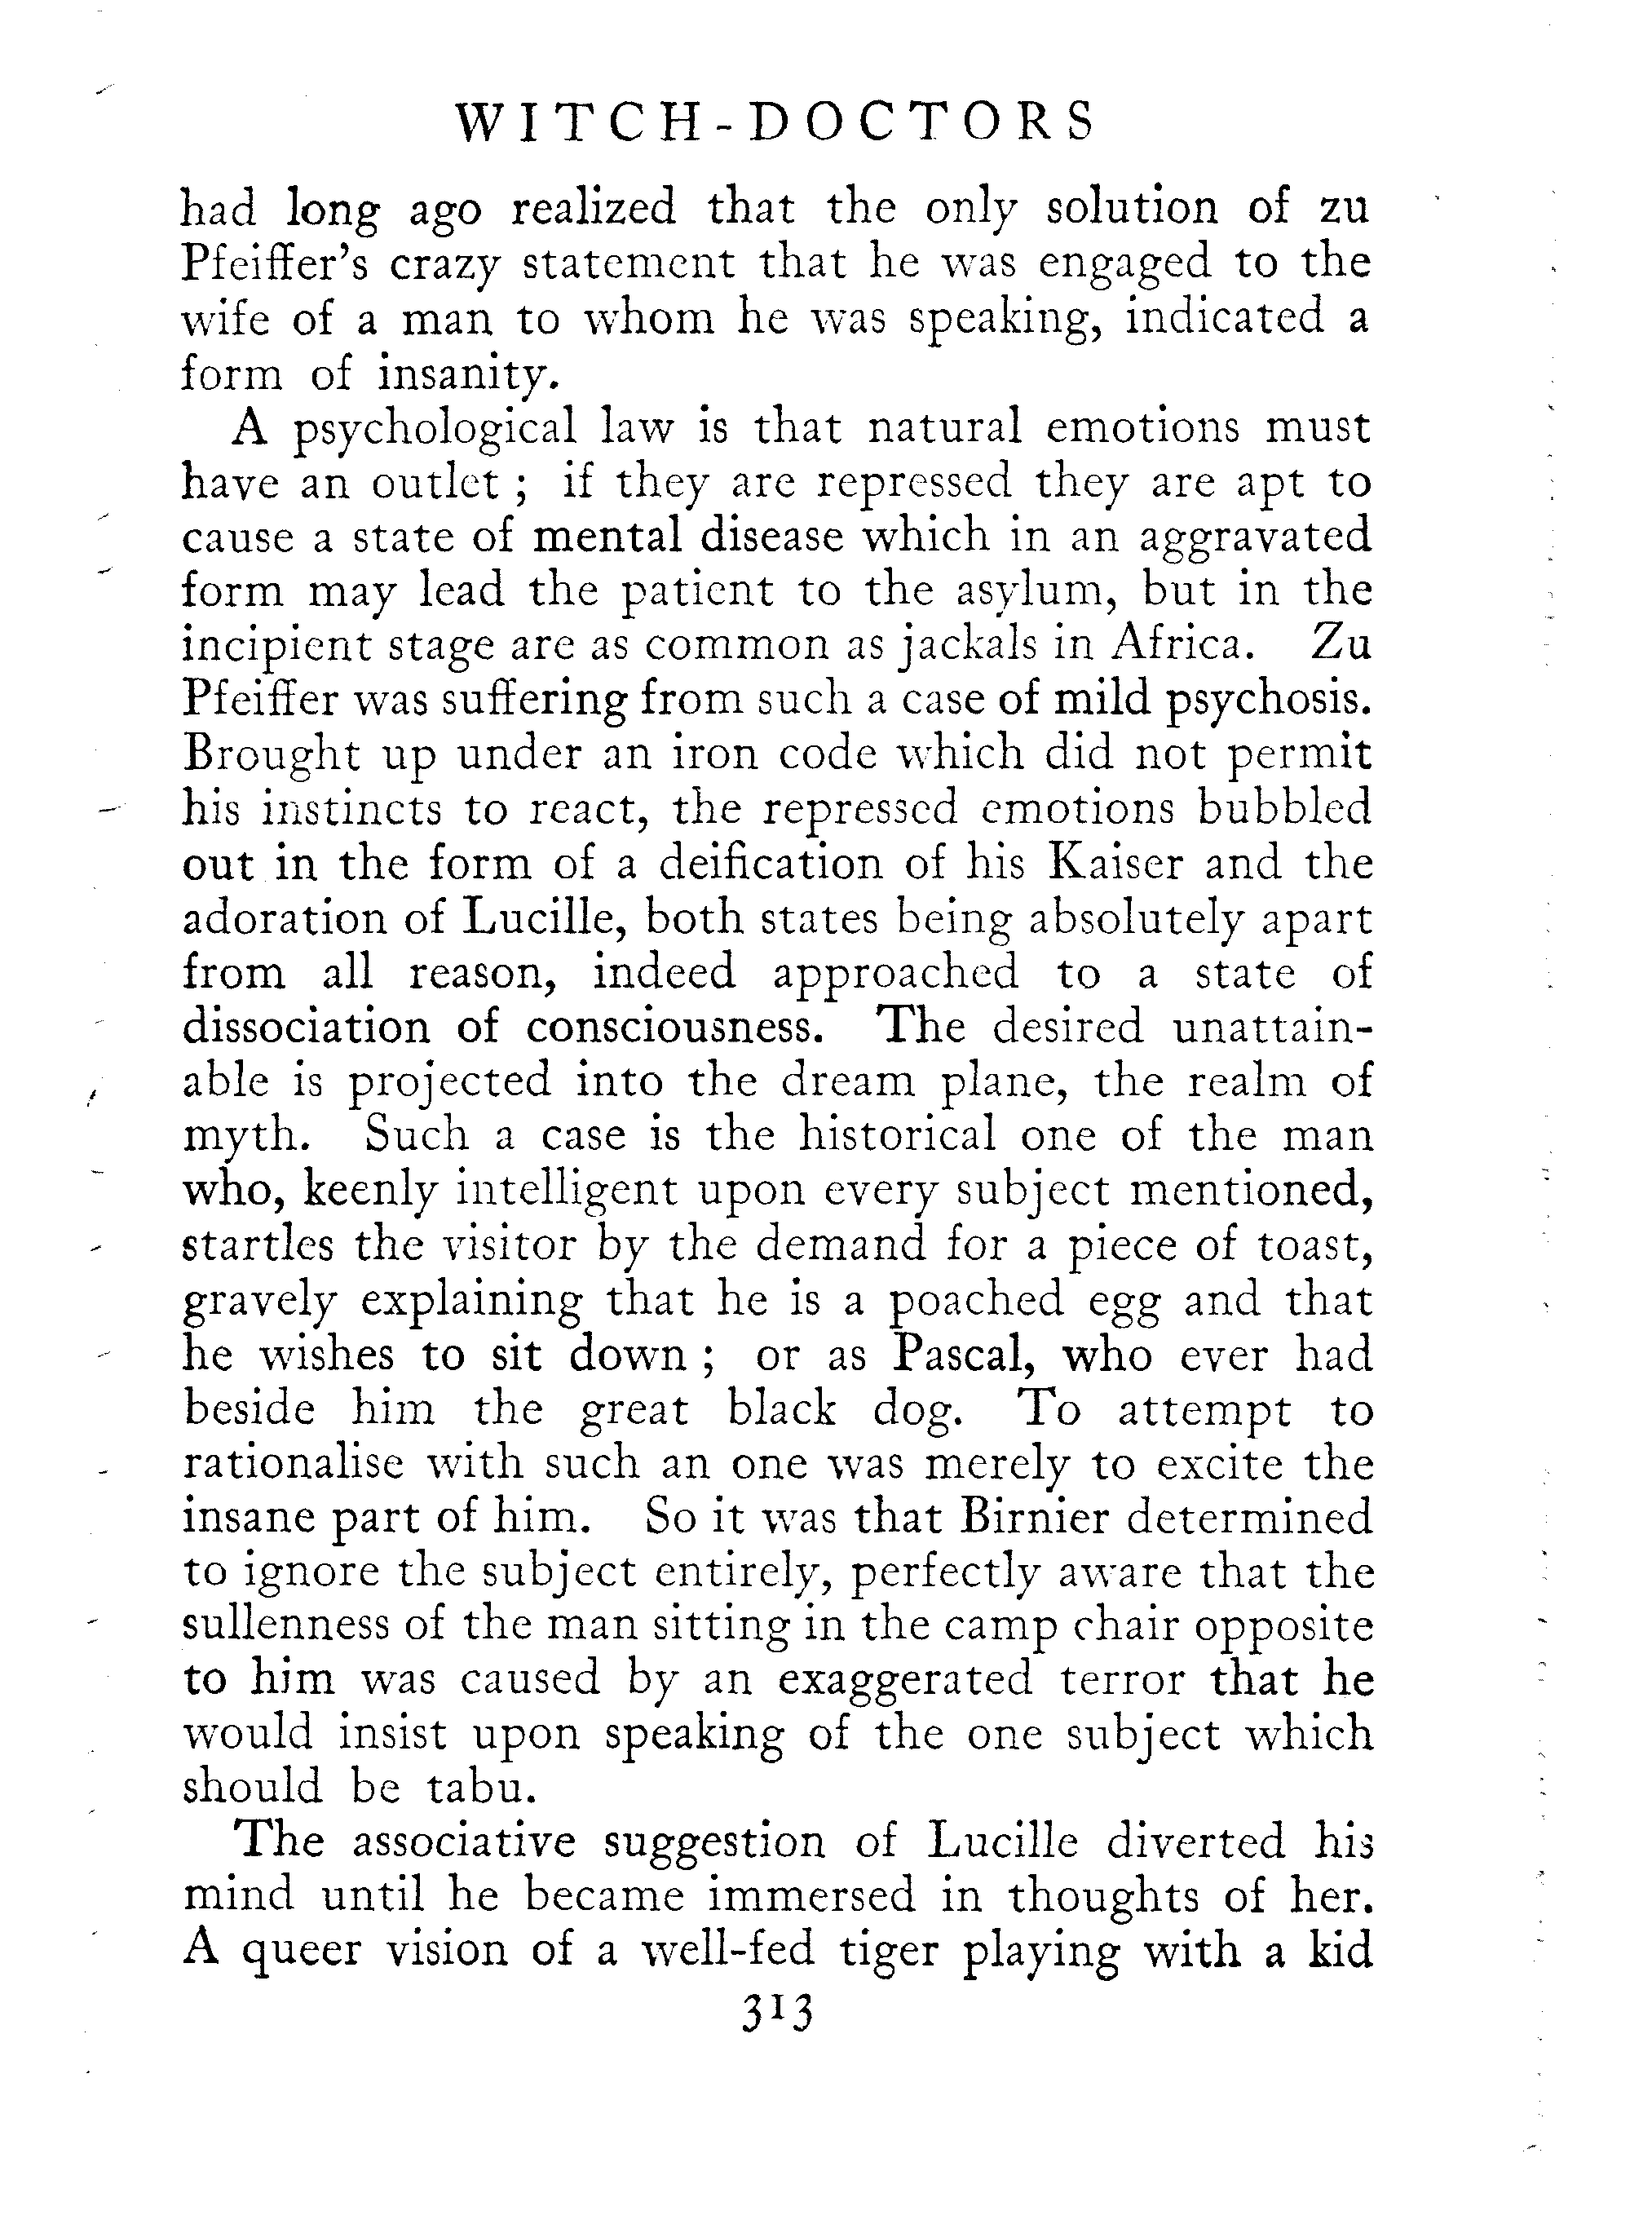 WITCH-DOCTORS
had long ago realized that the only solution of zu
Pfeiffer's crazy statement that he was engaged to the
wife of a man to whom he was speaking, indicated a
form of insanity.
A psychological law is that natural emotions must
have an outlet ; if they are repressed they are apt to
cause a state of mental disease which in an aggravated
form may lead the patient to the asylum, but in the
incipient stage are as common as jackals in Africa. Zu
Pfeiffer was suffering from such a case of mild psychosis.
Brought up under an iron code which did not permit
his instincts to react, the repressed emotions bubbled
out in the form of a deification of his Kaiser and the
adoration of Lucille, both states being absolutely apart
from all reason, indeed approached to a state of
dissociation of consciousness. The desired unattain-
able is projected into the dream plane, the realm of
myth. Such a case is the historical one of the man
who, keenly intelligent upon every subject mentioned,
startles the visitor by the demand for a piece of toast,
gravely explaining that he is a poached egg and that
he wishes to sit down ; or as Pascal, who ever had
beside him the great black dog. To attempt to
rationalise with such an one was merely to excite the
insane part of him. So it was that Birnier determined
to ignore the subject entirely, perfectly aware that the
sullenness of the man sitting in the camp chair opposite
to him was caused by an exaggerated terror that he
would insist upon speaking of the one subject which
should be tabu.
The associative suggestion of Lucille diverted his
mind until he became immersed in thoughts of her.
A queer vision of a well-fed tiger playing with a kid
313